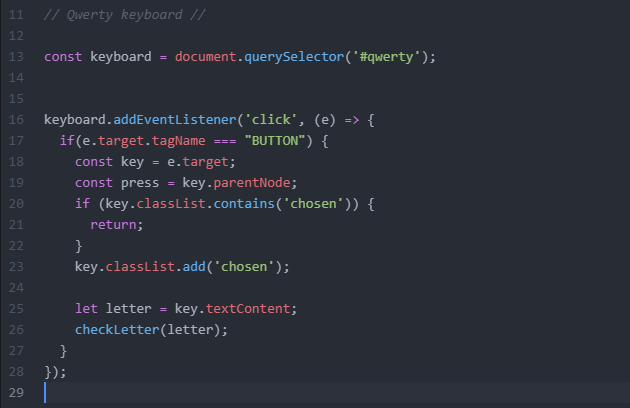 11 // Qwerty keyboard //
12
13 const keyboard = document.querySelector('#qwerty');
14
15
16 keyboard.addEventListener('click', (e) => {
17   if(e.target.tagName === "BUTTON") {
18     const key = e.target;
19     const press = key.parentNode;
20     if (key.classList.contains('chosen')) {
21       return;
22     }
23     key.classList.add('chosen');
24
25     let letter = key.textContent;
26     checkLetter(letter);
27   }
28 });
29